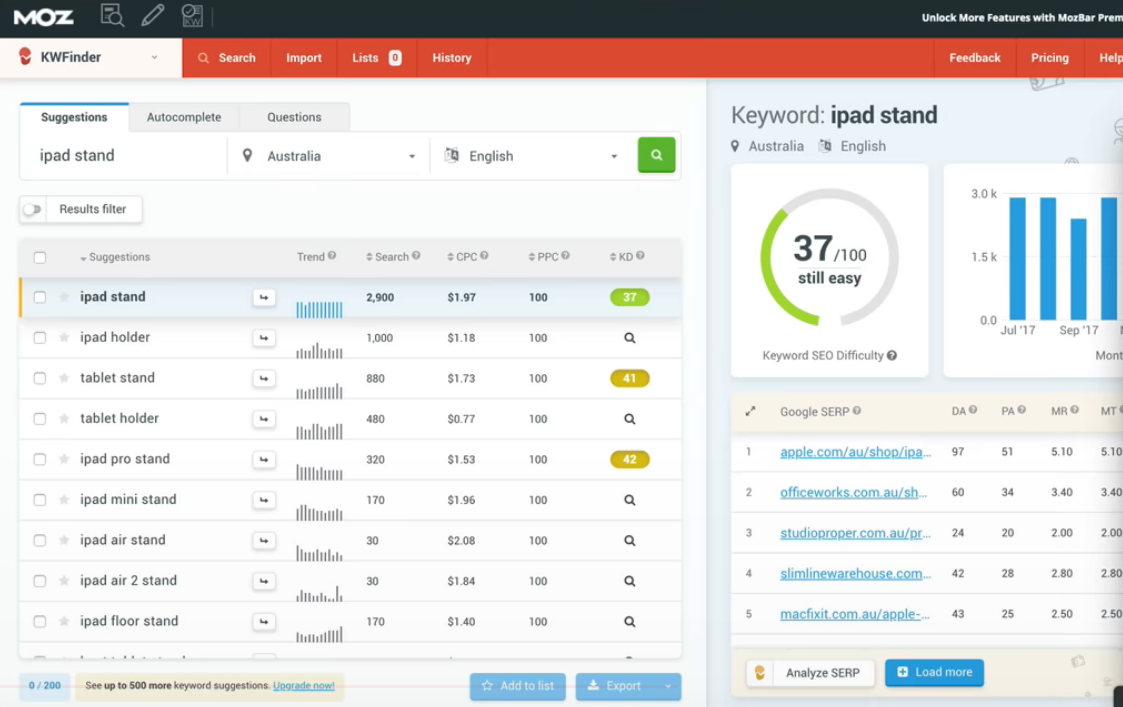 MOZ
KW
Unlock More Features with MozBar Prem
KWFinder Search Import Lists 0 History Feedback Pricing Help
Suggestions Autocomplete Questions
ipad stand Australia English
Results filter
Suggestions Trend Search CPC PPC KD
ipad stand 2,900 $1.97 100 37
ipad holder 1,000 $1.18 100
tablet stand 880 $1.73 100 41
tablet holder 480 $0.77 100
ipad pro stand 320 $1.53 100 42
ipad mini stand 170 $1.96 100
ipad air stand 30 $2.08 100
ipad air 2 stand 30 $1.84 100
ipad floor stand 170 $1.40 100
0 / 200 See up to 500 more keyword suggestions. Upgrade now! Add to list Export
Keyword: ipad stand
Australia English
37/100
still easy
Keyword SEO Difficulty
3.0 k
1.5 k
0.0
Jul '17 Sep '17
Mont
Google SERP DA PA MR MT
1 apple.com/au/shop/ipa... 97 51 5.10 5.10
2 officeworks.com.au/sh... 60 34 3.40 3.40
3 studioproper.com.au/pr... 24 20 2.00 2.00
4 slimlinewarehouse.com... 42 28 2.80 2.80
5 macfixit.com.au/apple-... 43 25 2.50 2.50
Analyze SERP Load more